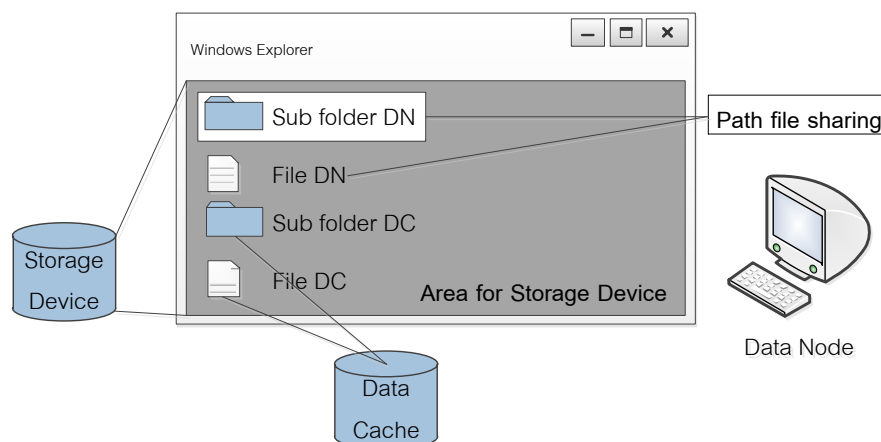 Windows Explorer
Sub folder DN
Path file sharing
File DN
Sub folder DC
Storage
Device
File DC
Area for Storage Device
Data Node
Data
Cache